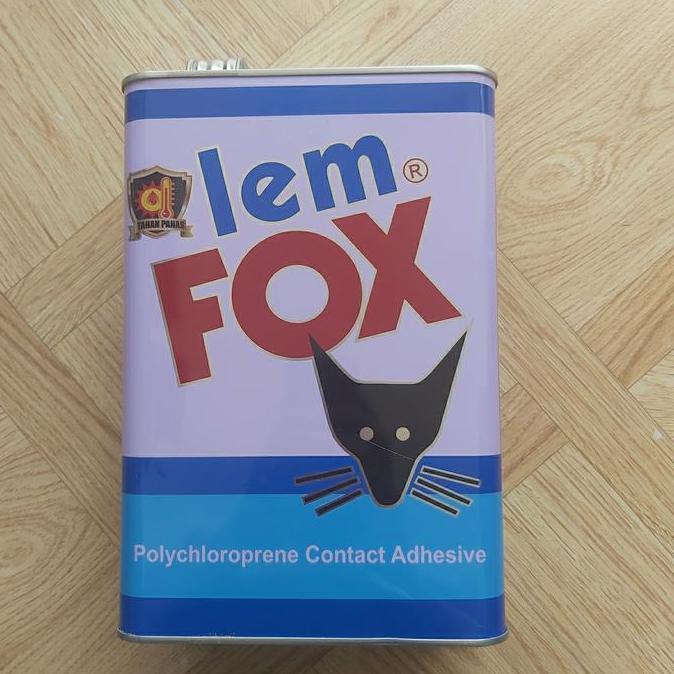 lem®
TAHAN PANAS
FOX
Polychloroprene Contact Adhesive